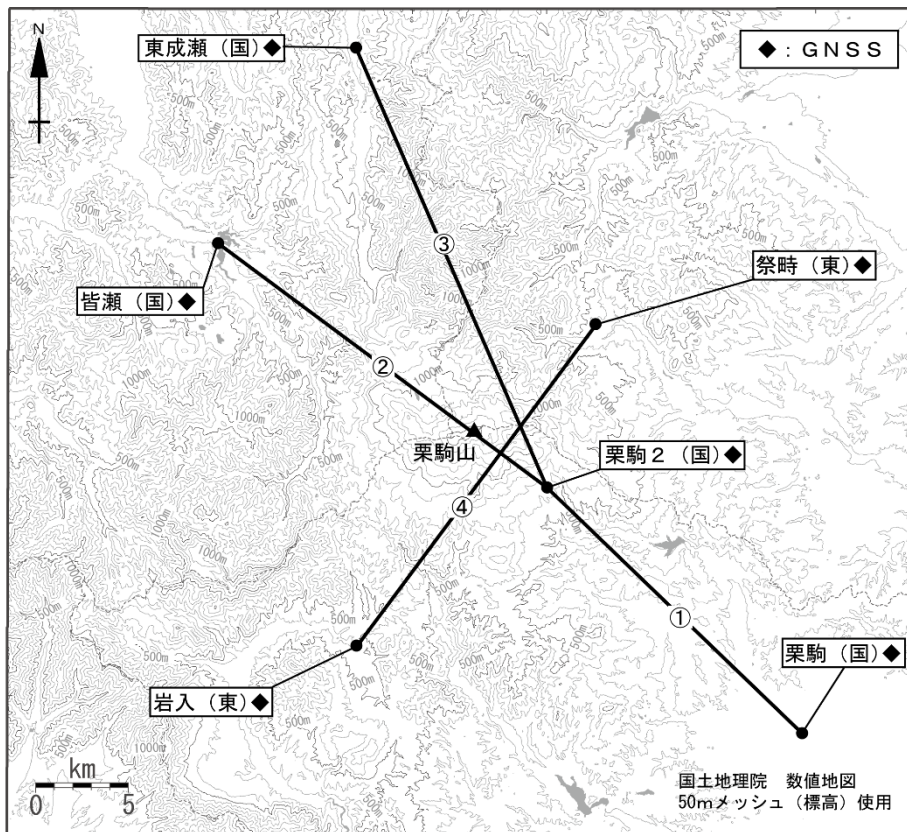 N
東成瀬（国）◆
◆：ＧＮＳＳ
③
祭畤（東）◆
皆瀬（国）◆
②
栗駒山
栗駒２（国）◆
④
①
栗駒（国）◆
岩入（東）◆
km
0 5
国土地理院　数値地図
50mメッシュ（標高）使用
500m
1000m